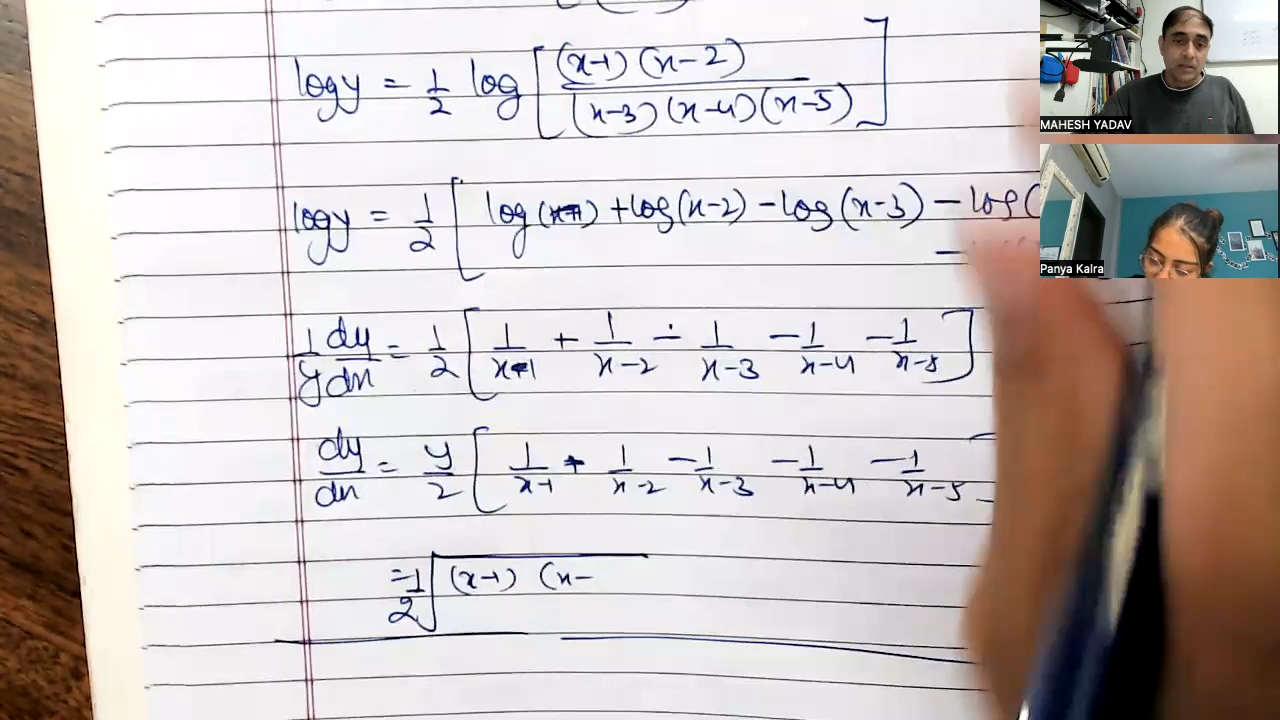 logy = 1/2 log [ (x-1) (x-2) / (x-3) (x-4) (x-5) ]
MAHESH YADAV
logy = 1/2 [ log(x-1) + log(x-2) - log(x-3) - log(
Panya Kalra
1/y dy/dx = 1/2 [ 1/x-1 + 1/x-2 - 1/x-3 - 1/x-4 - 1/x-5 ]
dy/dx = y/2 [ 1/x-1 + 1/x-2 - 1/x-3 - 1/x-4 - 1/x-5
= 1/2 √ (x-1) (x-